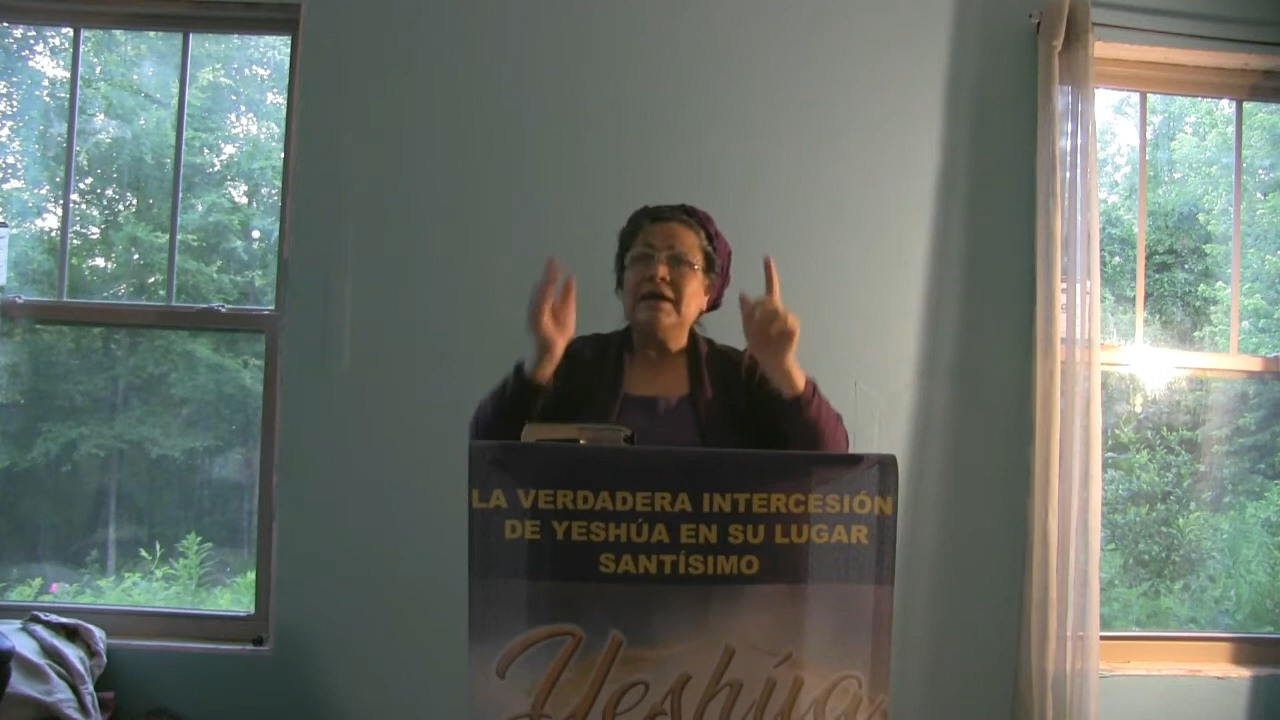 LA VERDADERA INTERCESIÓN
DE YESHÚA EN SU LUGAR
SANTÍSIMO
Yeshúa